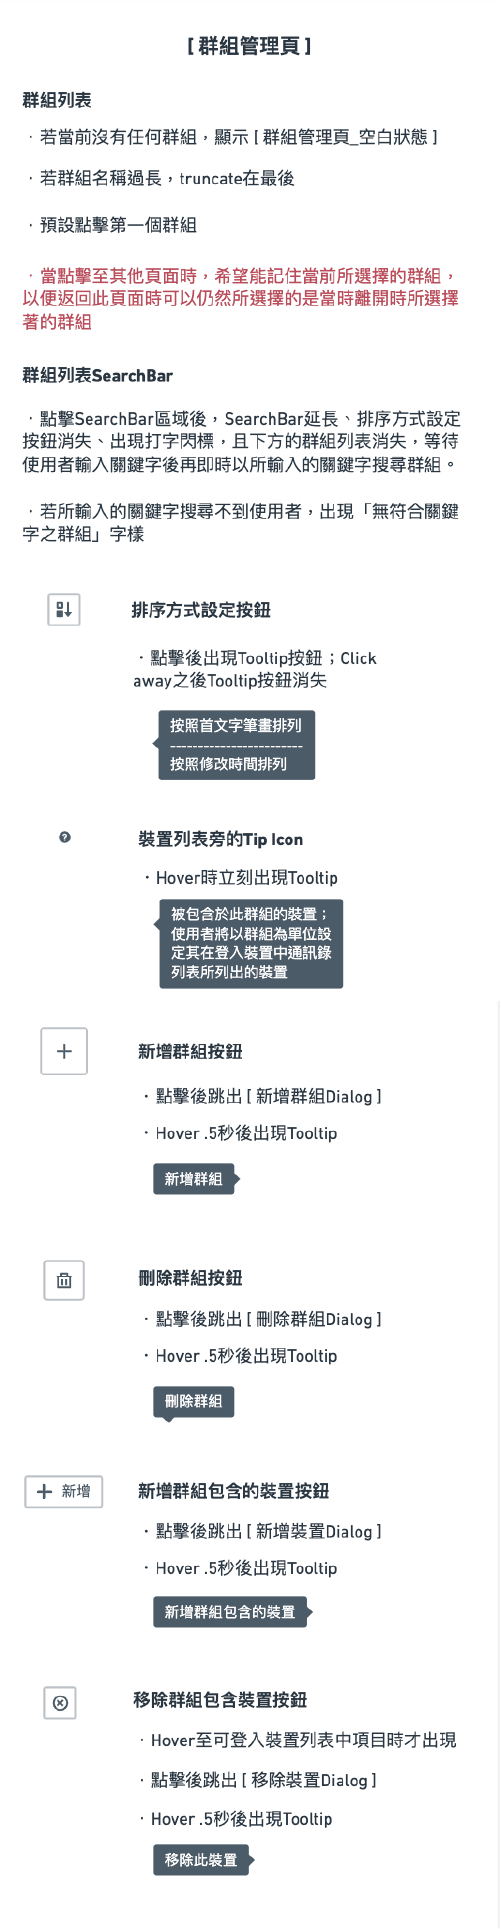 [ 群組管理頁 ]
群組列表
· 若當前沒有任何群組，顯示 [ 群組管理頁_空白狀態 ]
· 若群組名稱過長，truncate在最後
· 預設點擊第一個群組
· 當點擊至其他頁面時，希望能記住當前所選擇的群組，
以便返回此頁面時可以仍然所選擇的是當時離開時所選擇
著的群組
群組列表SearchBar
· 點擊SearchBar區域後，SearchBar延長、排序方式設定
按鈕消失、出現打字閃標，且下方的群組列表消失，等待
使用者輸入關鍵字後再即時以所輸入的關鍵字搜尋群組。
· 若所輸入的關鍵字搜尋不到使用者，出現「無符合關鍵
字之群組」字樣
排序方式設定按鈕
· 點擊後出現Tooltip按鈕；Click
away之後Tooltip按鈕消失
按照首文字筆畫排列
------------------------
按照修改時間排列
?
裝置列表旁的Tip Icon
· Hover時立刻出現Tooltip
被包含於此群組的裝置；
使用者將以群組為單位設
定其在登入裝置中通訊錄
列表所列出的裝置
新增群組按鈕
· 點擊後跳出 [ 新增群組Dialog ]
· Hover .5秒後出現Tooltip
新增群組
刪除群組按鈕
· 點擊後跳出 [ 刪除群組Dialog ]
· Hover .5秒後出現Tooltip
刪除群組
+ 新增
新增群組包含的裝置按鈕
· 點擊後跳出 [ 新增裝置Dialog ]
· Hover .5秒後出現Tooltip
新增群組包含的裝置
移除群組包含裝置按鈕
· Hover至可登入裝置列表中項目時才出現
· 點擊後跳出 [ 移除裝置Dialog ]
· Hover .5秒後出現Tooltip
移除此裝置